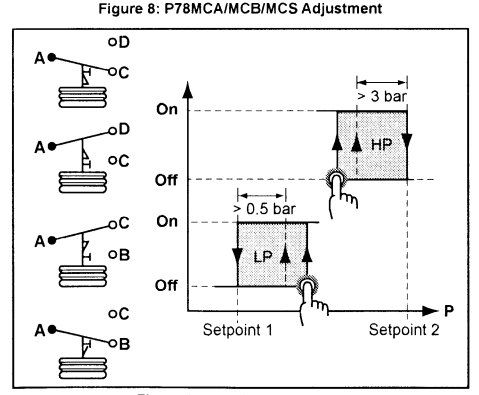 Figure 8: P78MCA/MCB/MCS Adjustment
D
A
C
D
A
C
C
A
B
C
A
B
> 3 bar
On
HP
Off
On
> 0.5 bar
LP
Off
P
Setpoint 1
Setpoint 2